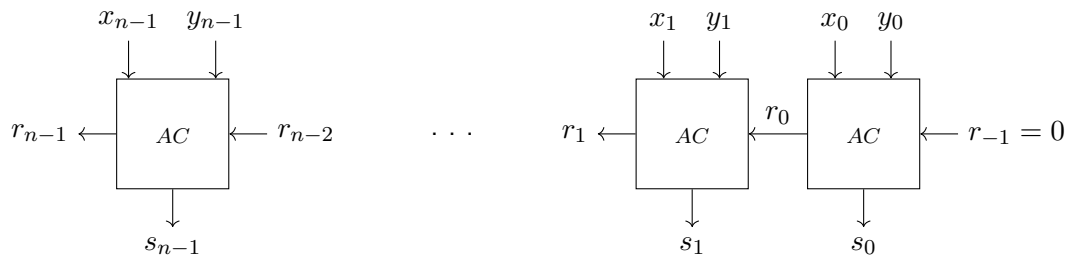 $x_{n-1}$ $y_{n-1}$ $x_1$ $y_1$ $x_0$ $y_0$
$r_{n-1}$ AC $r_{n-2}$ · · · $r_1$ AC $r_0$ AC $r_{-1} = 0$
$s_{n-1}$ $s_1$ $s_0$